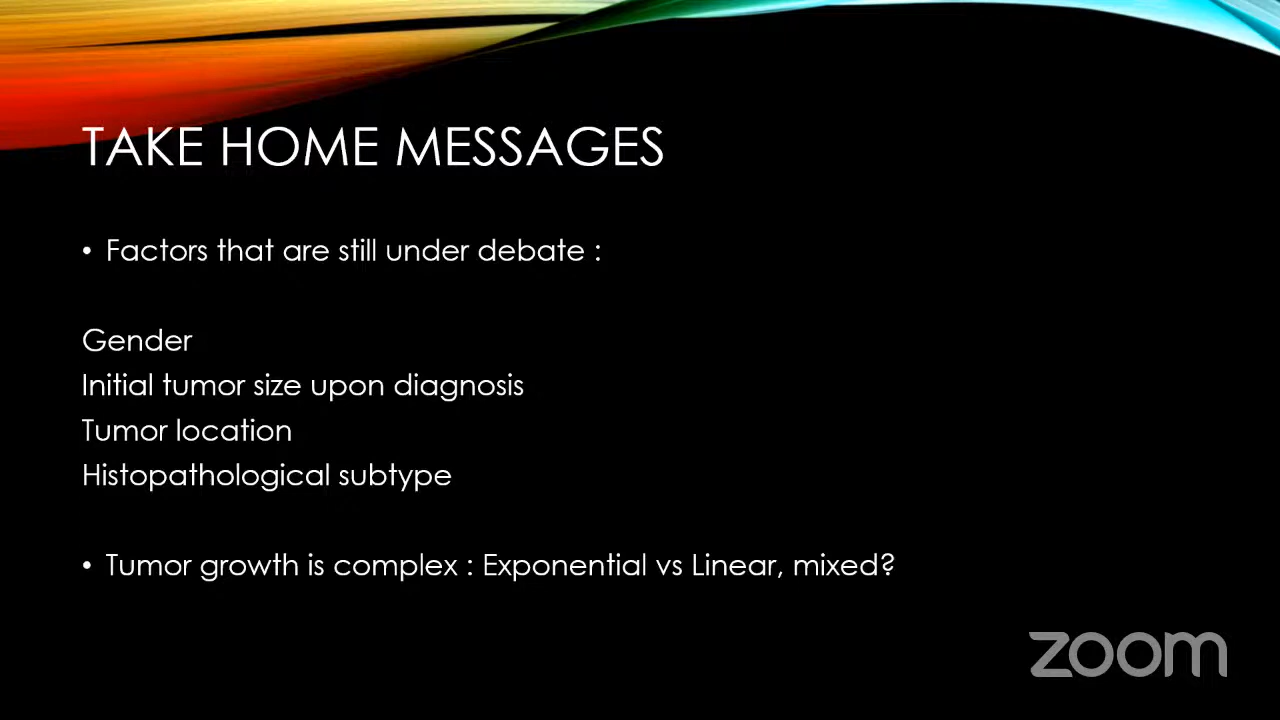 TAKE HOME MESSAGES
• Factors that are still under debate :
Gender
Initial tumor size upon diagnosis
Tumor location
Histopathological subtype
• Tumor growth is complex : Exponential vs Linear, mixed?
zoom